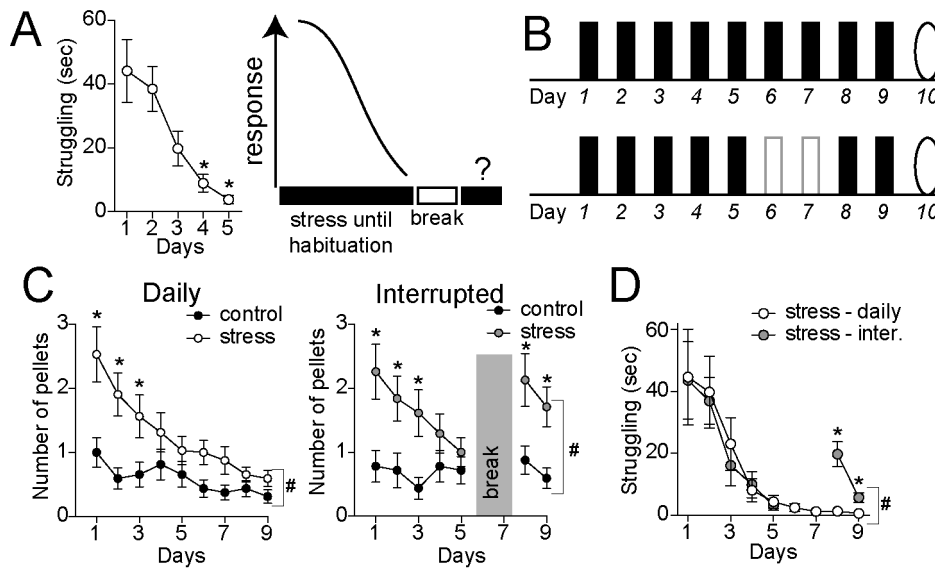 A
60
40
20
0
Struggling (sec)
* *
1 2 3 4 5
Days
response
?
stress until
habituation
break
B
Day 1 2 3 4 5 6 7 8 9 10
Day 1 2 3 4 5 6 7 8 9 10
C
Daily
control
stress
3
2
1
0
Number of pellets
* * *
#
1 3 5 7 9
Days
Interrupted
control
stress
3
2
1
0
Number of pellets
* * * * *
break
#
1 3 5 7 9
Days
D
stress - daily
stress - inter.
60
40
20
0
Struggling (sec)
* *
#
1 3 5 7 9
Days